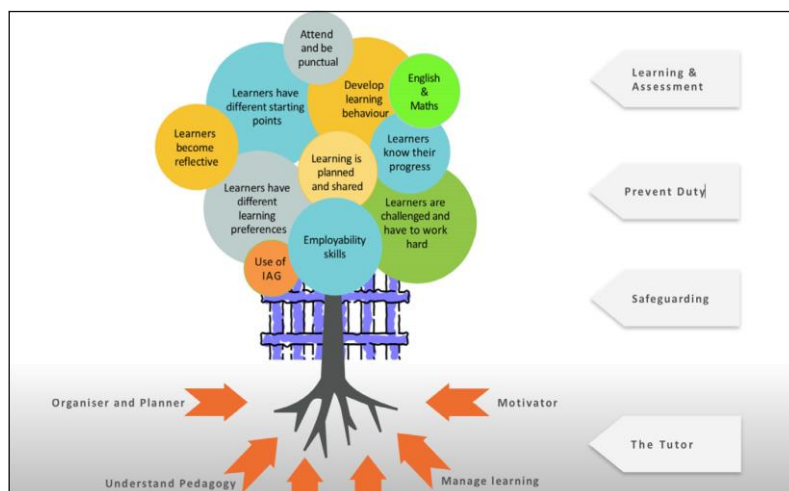 Attend
and be
punctual
Learners have
different starting
points
Develop
learning
behaviour
English
&
Maths
Learners
become
reflective
Learning is
planned
and shared
Learners
know their
progress
Learners have
different
learning
preferences
Learners are
challenged and
have to work
hard
Employability
skills
Use of
IAG
Learning &
Assessment
Prevent Duty
Safeguarding
Organiser and Planner
Motivator
The Tutor
Understand Pedagogy
Manage learning